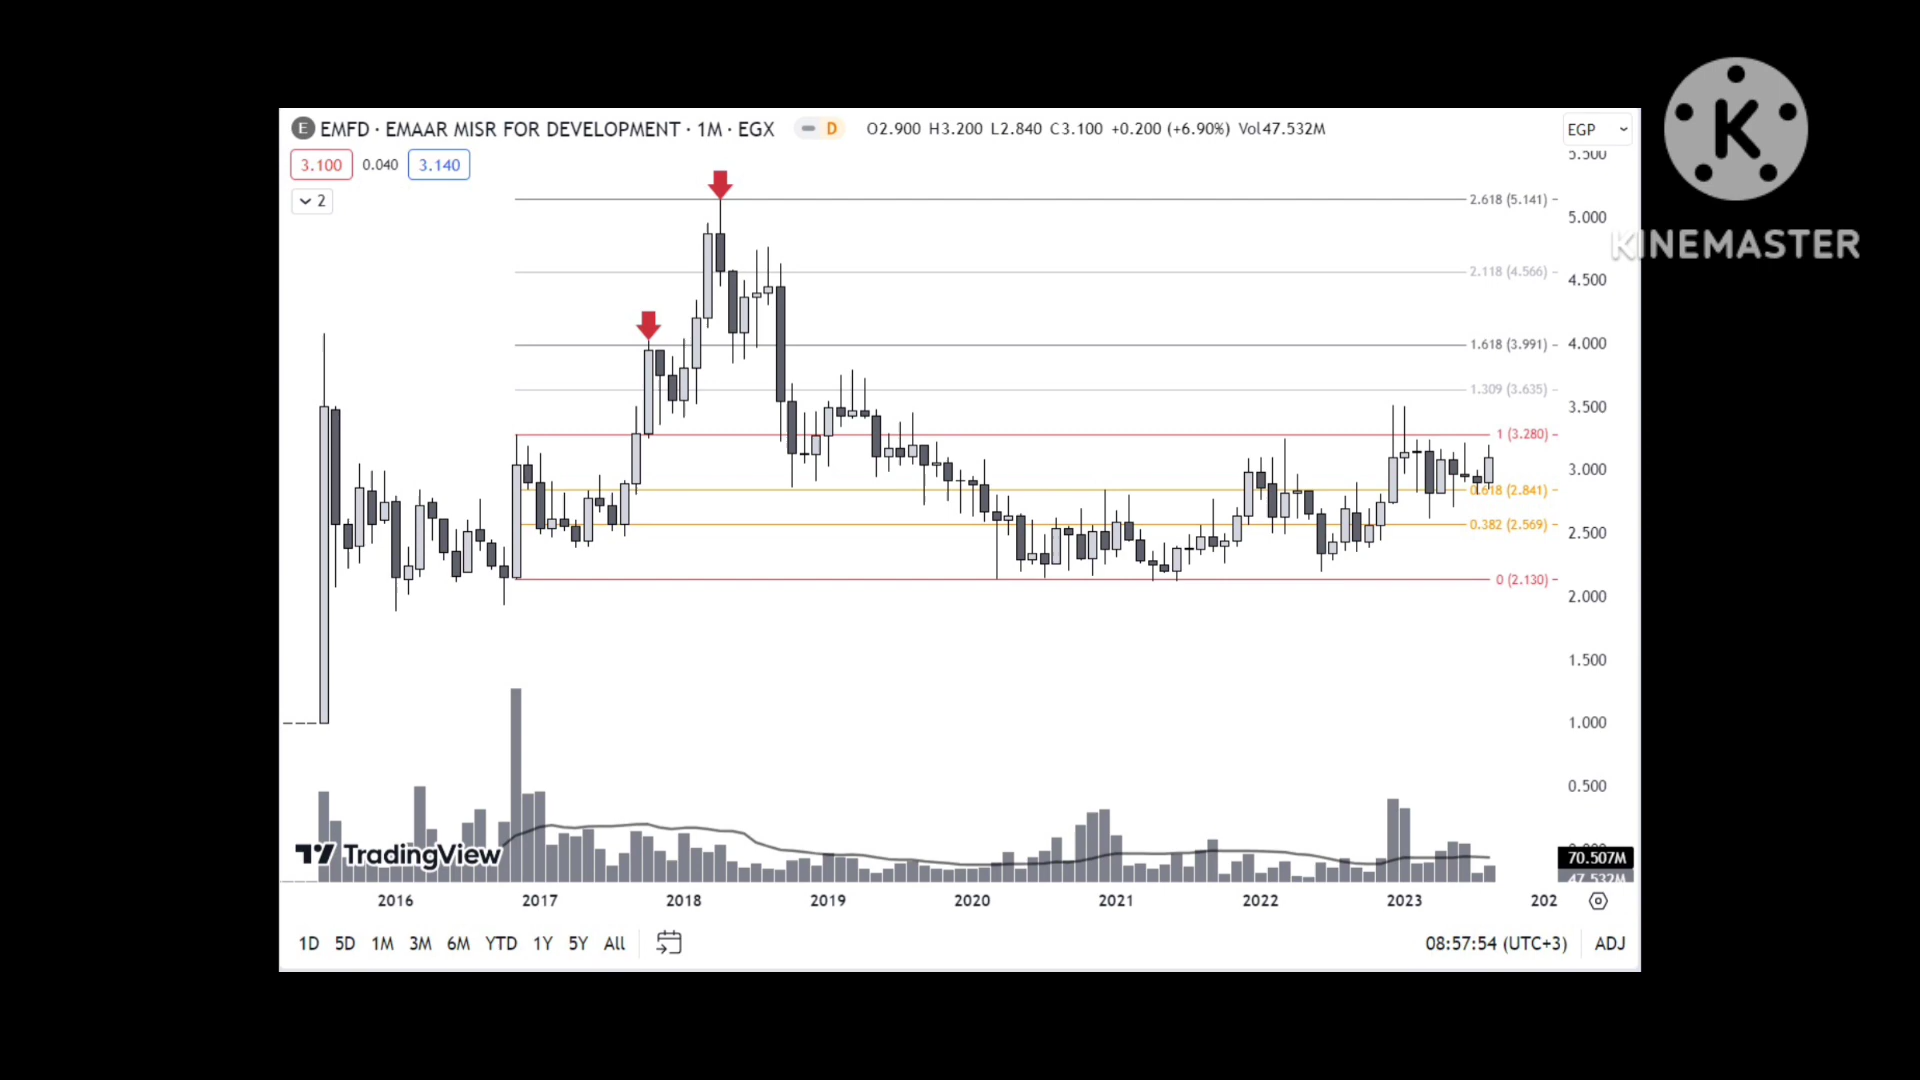 E EMFD · EMAAR MISR FOR DEVELOPMENT · 1M · EGX D O2.900 H3.200 L2.840 C3.100 +0.200 (+6.90%) Vol47.532M EGP
3.100 0.040 3.140
2
K
KINEMASTER
5.500
5.000
4.500
4.000
3.500
3.000
2.500
2.000
1.500
1.000
0.500
2.618 (5.141)
2.118 (4.566)
1.618 (3.991)
1.309 (3.635)
1 (3.280)
0.618 (2.841)
0.382 (2.569)
0 (2.130)
70.507M
47.532M
TradingView
2016 2017 2018 2019 2020 2021 2022 2023 202
1D 5D 1M 3M 6M YTD 1Y 5Y All 08:57:54 (UTC+3) ADJ